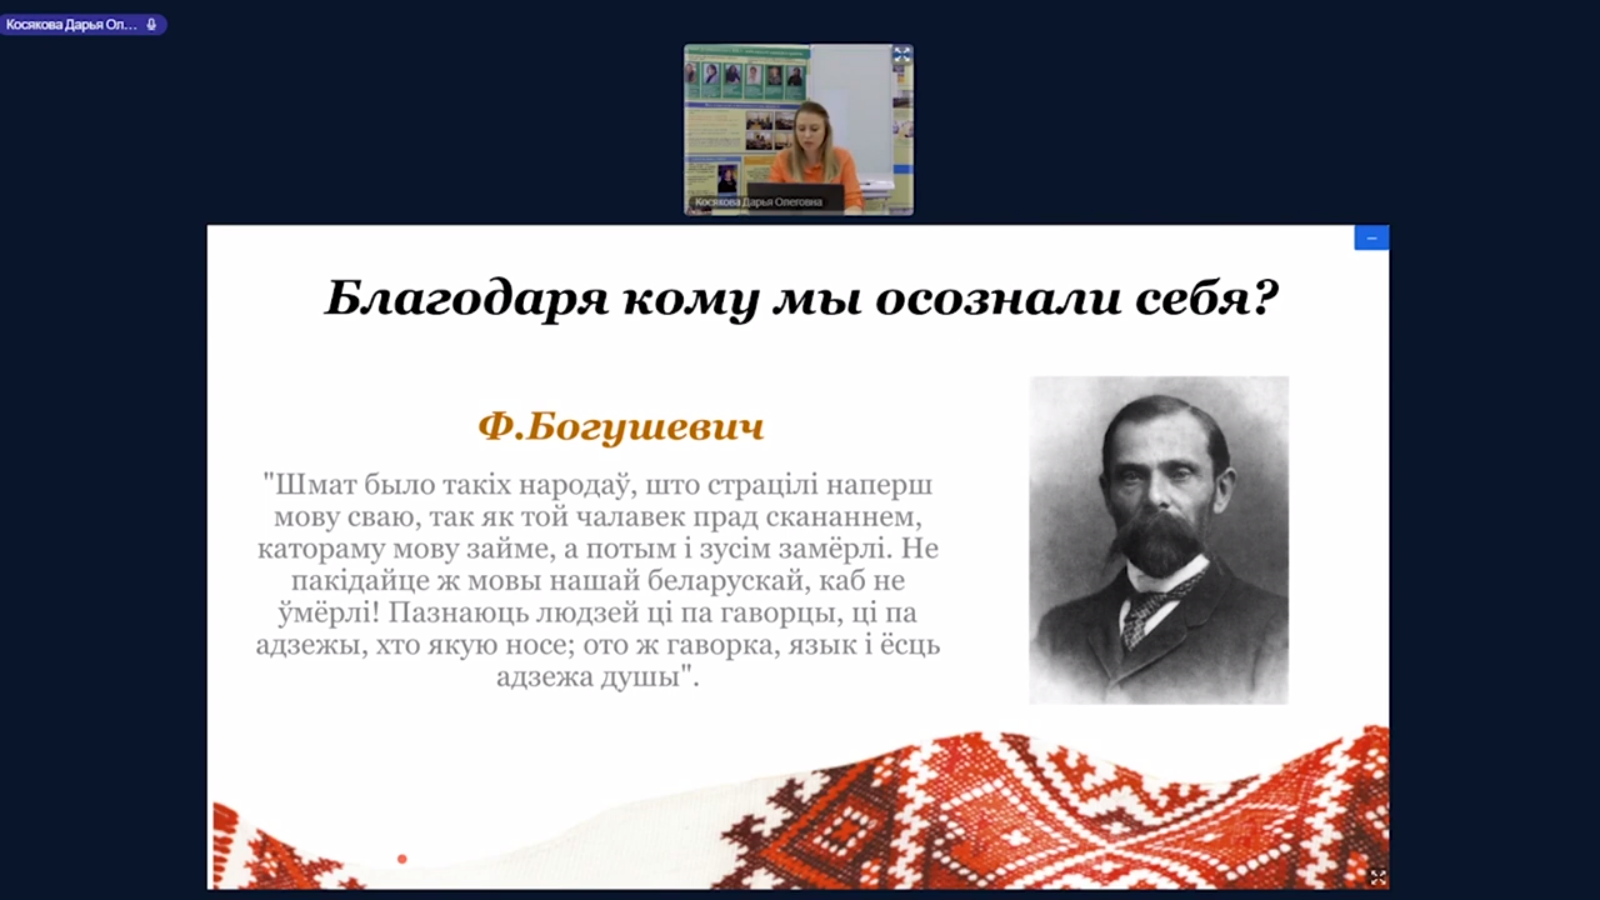 Косякова Дарья Ол...
Косякова Дарья Олеговна
Благодаря кому мы осознали себя?
Ф.Богушевич
"Шмат было такіх народаў, што страцілі наперш
мову сваю, так як той чалавек прад скананнем,
катораму мову займе, а потым і зусім замёрлі. Не
пакідайце ж мовы нашай беларускай, каб не
ўмёрлі! Пазнаюць людзей ці па гаворцы, ці па
адзежы, хто якую носе; ото ж гаворка, язык і ёсць
адзежа душы".